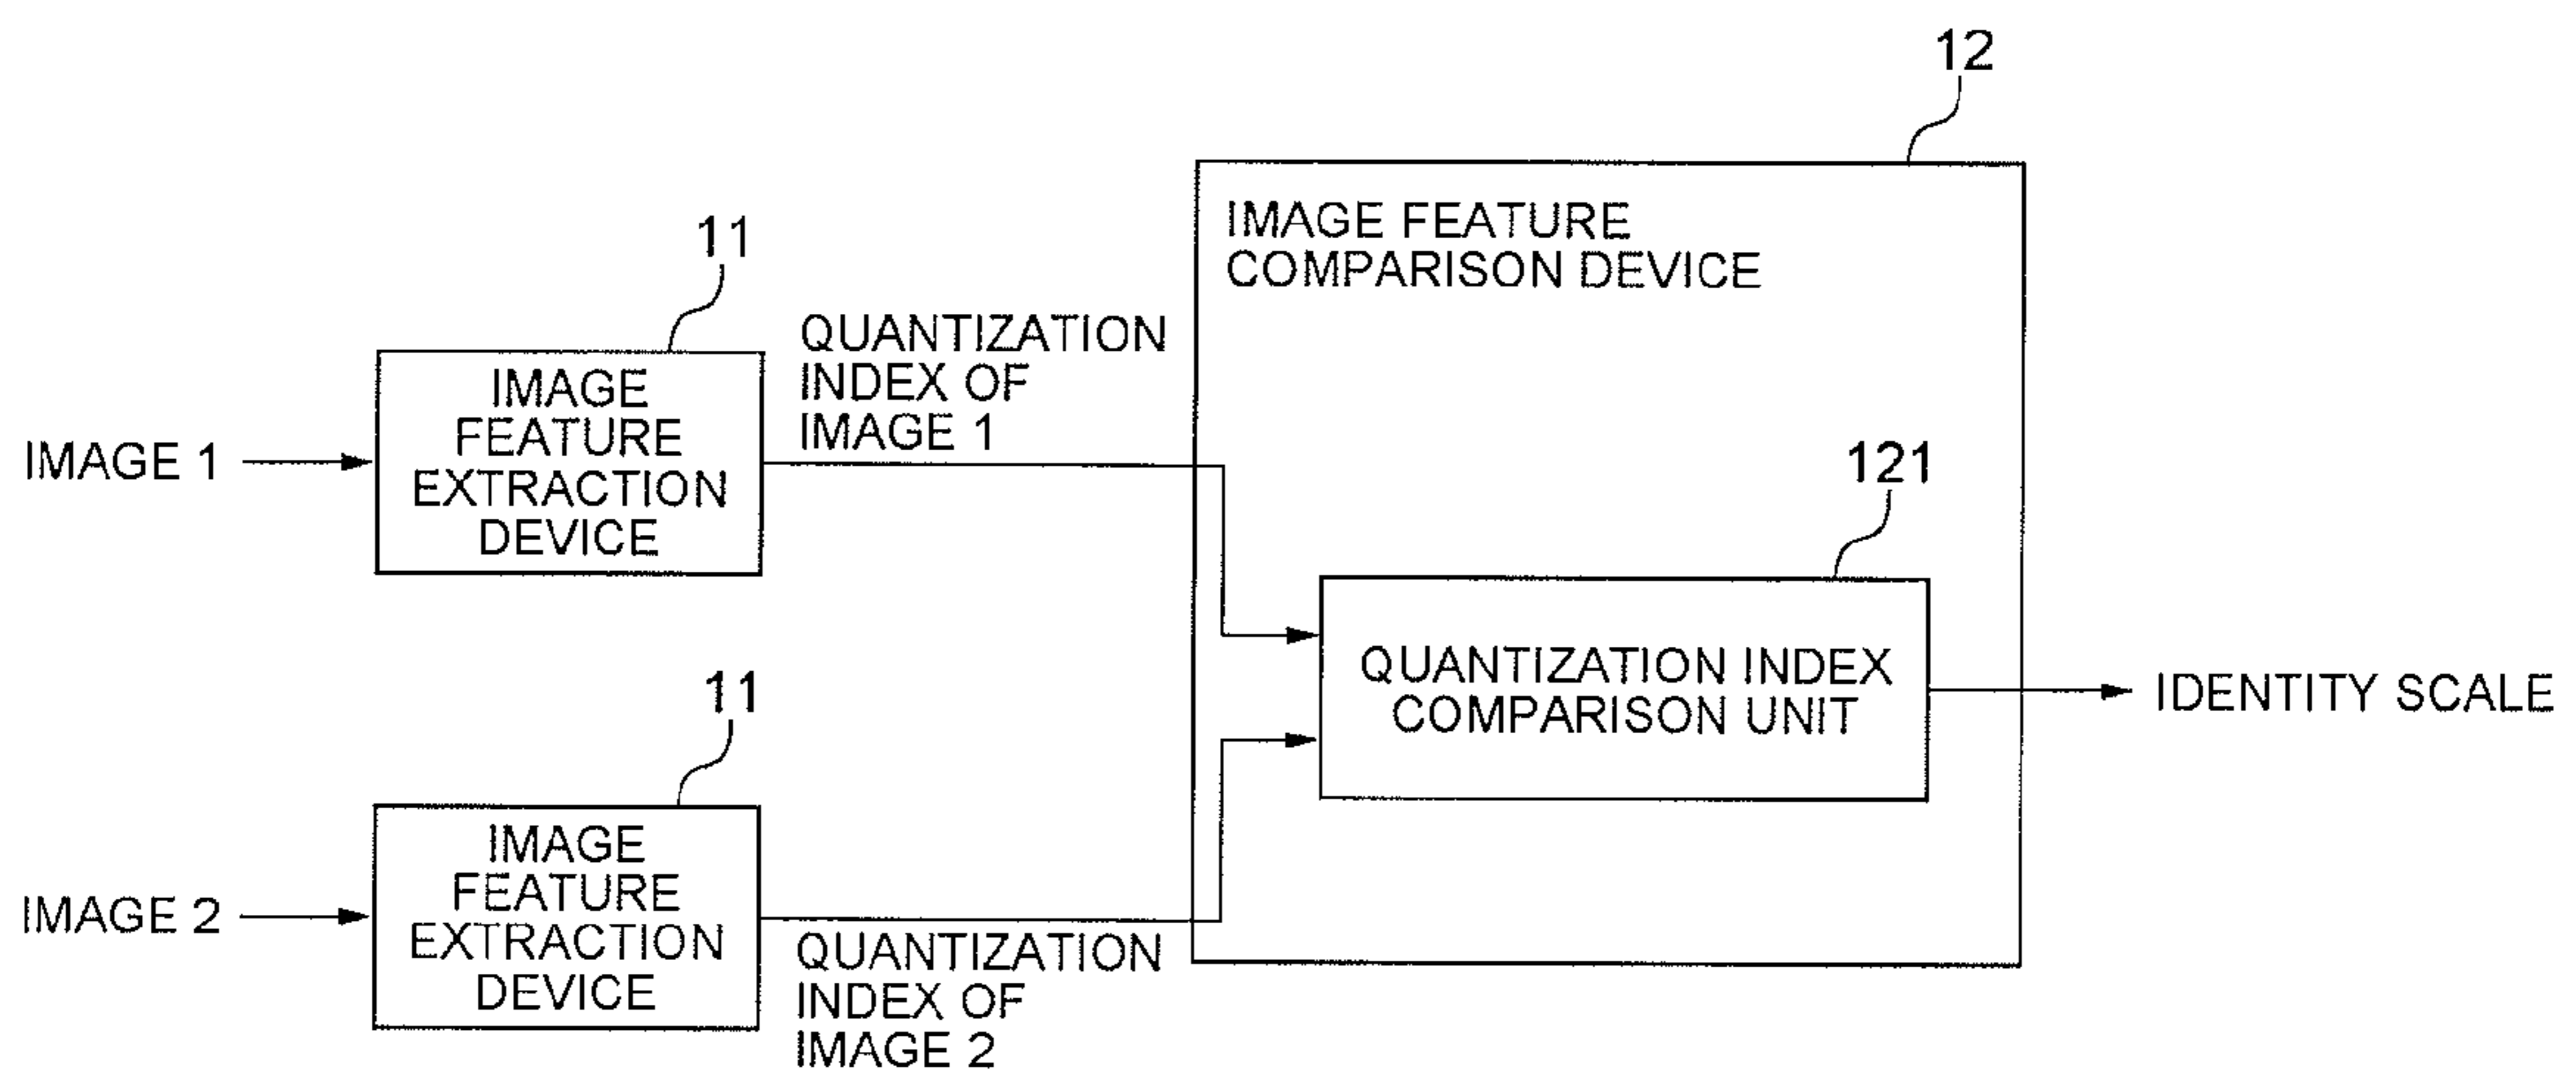 12
IMAGE FEATURE
COMPARISON DEVICE
11
QUANTIZATION
INDEX OF
IMAGE 1
IMAGE 1
IMAGE
FEATURE
EXTRACTION
DEVICE
121
QUANTIZATION INDEX
COMPARISON UNIT
IDENTITY SCALE
11
IMAGE 2
IMAGE
FEATURE
EXTRACTION
DEVICE
QUANTIZATION
INDEX OF
IMAGE 2